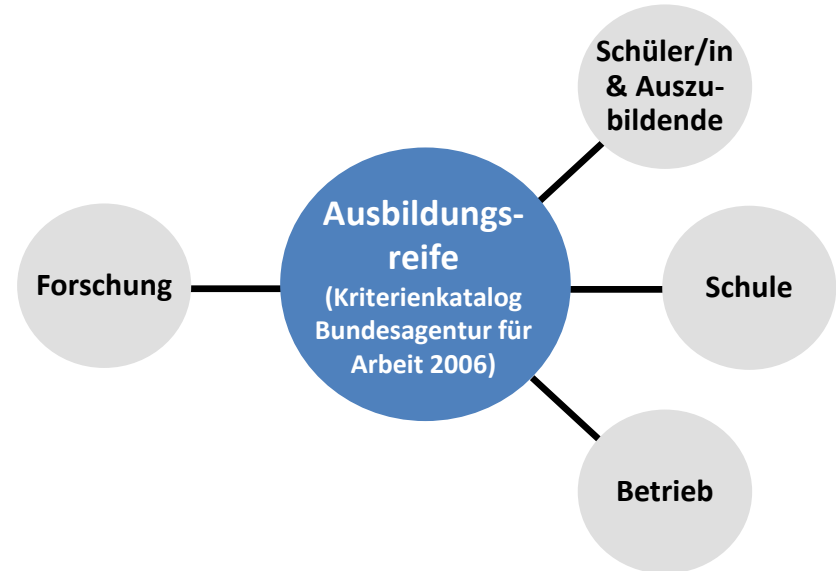 Schüler/in
& Auszu-
bildende
Ausbildungs-
reife
(Kriterienkatalog
Bundesagentur für
Arbeit 2006)
Forschung
Schule
Betrieb